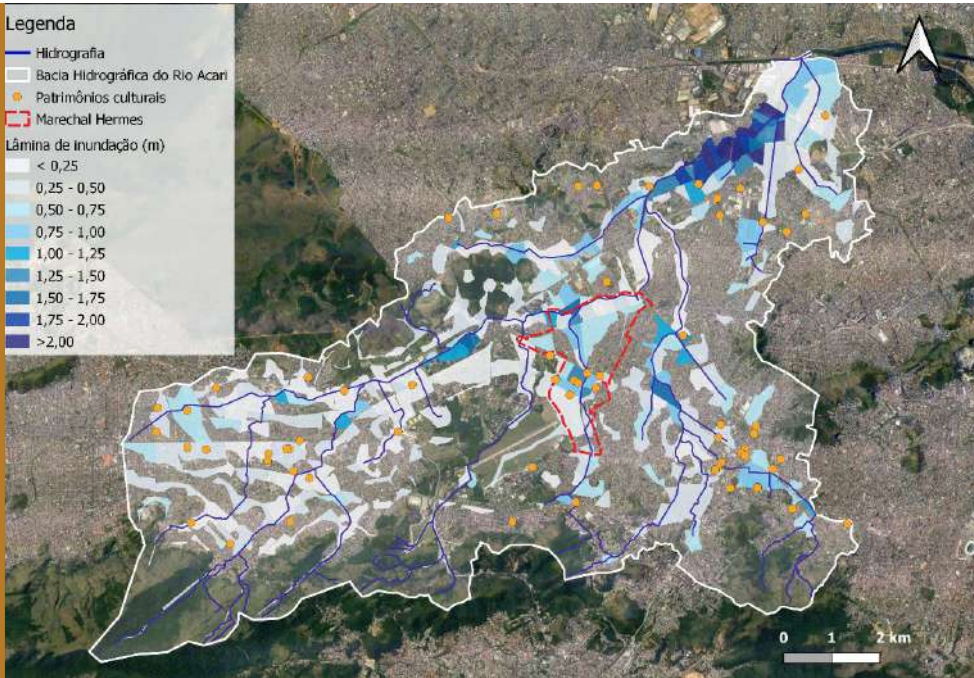 Legenda
Hidrografia
Bacia Hidrográfica do Rio Acari
Patrimônios culturais
Marechal Hermes
Lâmina de inundação (m)
< 0,25
0,25 - 0,50
0,50 - 0,75
0,75 - 1,00
1,00 - 1,25
1,25 - 1,50
1,50 - 1,75
1,75 - 2,00
>2,00
0 1 2 km